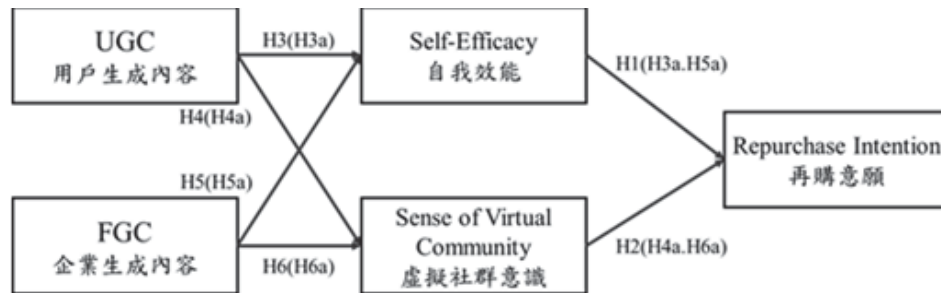 UGC
用戶生成內容
H3(H3a)
Self-Efficacy
自我效能
H1(H3a.H5a)
H4(H4a)
Repurchase Intention
再購意願
H5(H5a)
FGC
企業生成內容
H6(H6a)
Sense of Virtual
Community
虛擬社群意識
H2(H4a.H6a)